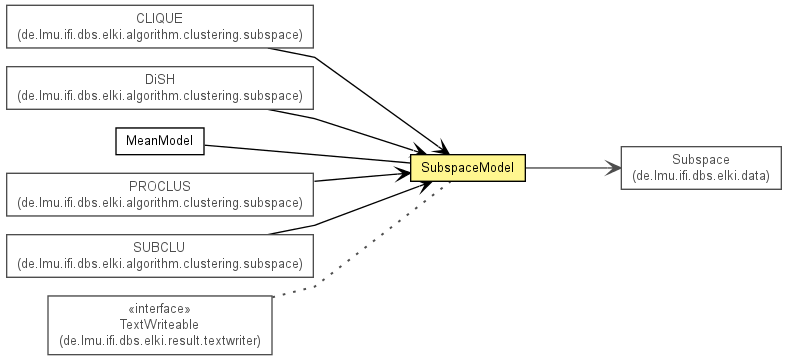 CLIQUE
(de.lmu.ifi.dbs.elki.algorithm.clustering.subspace)
DiSH
(de.lmu.ifi.dbs.elki.algorithm.clustering.subspace)
MeanModel
SubspaceModel
Subspace
(de.lmu.ifi.dbs.elki.data)
PROCLUS
(de.lmu.ifi.dbs.elki.algorithm.clustering.subspace)
SUBCLU
(de.lmu.ifi.dbs.elki.algorithm.clustering.subspace)
«interface»
TextWriteable
(de.lmu.ifi.dbs.elki.result.textwriter)